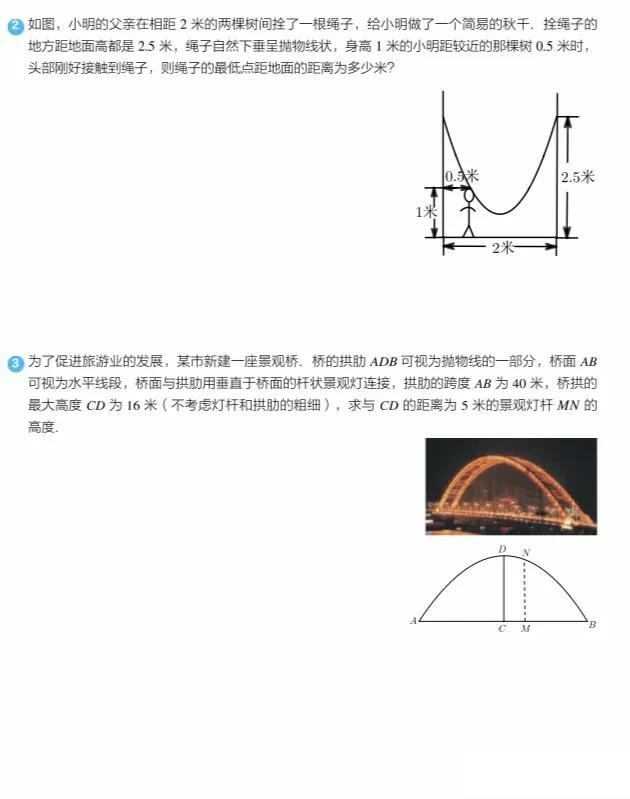 2 如图，小明的父亲在相距 2 米的两棵树间拴了一根绳子，给小明做了一个简易的秋千．拴绳子的
地方距地面高都是 2.5 米，绳子自然下垂呈抛物线状，身高 1 米的小明距较近的那棵树 0.5 米时，
头部刚好接触到绳子，则绳子的最低点距地面的距离为多少米？
0.5米
2.5米
1米
2米
3 为了促进旅游业的发展，某市新建一座景观桥．桥的拱肋 ADB 可视为抛物线的一部分，桥面 AB
可视为水平线段，桥面与拱肋用垂直于桥面的杆状景观灯连接，拱肋的跨度 AB 为 40 米，桥拱的
最大高度 CD 为 16 米（不考虑灯杆和拱肋的粗细），求与 CD 的距离为 5 米的景观灯杆 MN 的
高度．
D N
A C M B